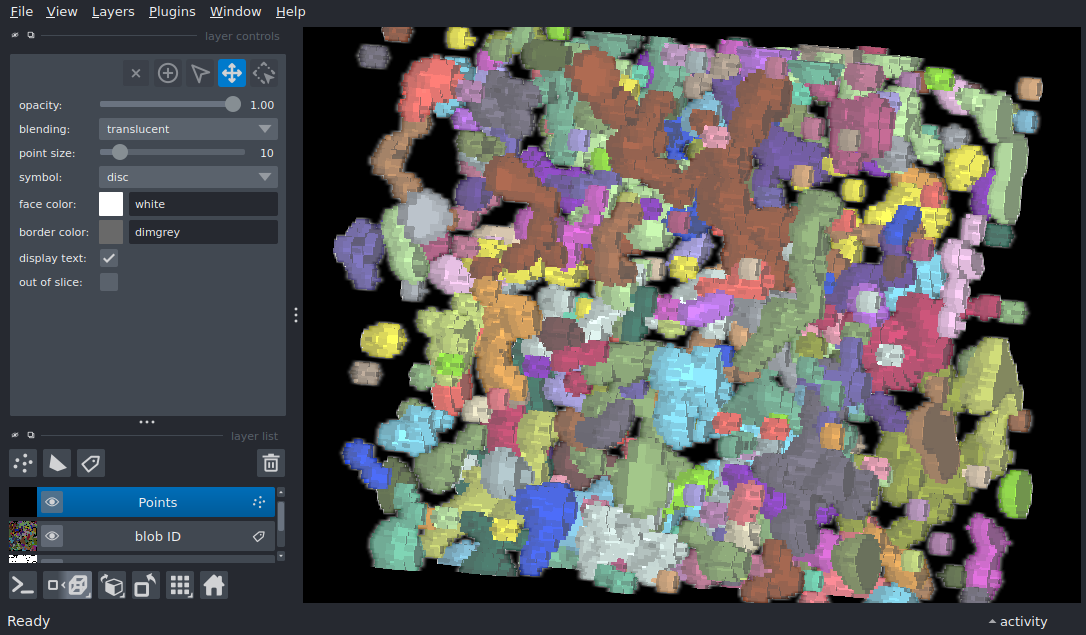 File View Layers Plugins Window Help
layer controls
opacity: 1.00
blending: translucent
point size: 10
symbol: disc
face color: white
border color: dimgrey
display text:
out of slice:
layer list
Points
blob ID
Ready
activity